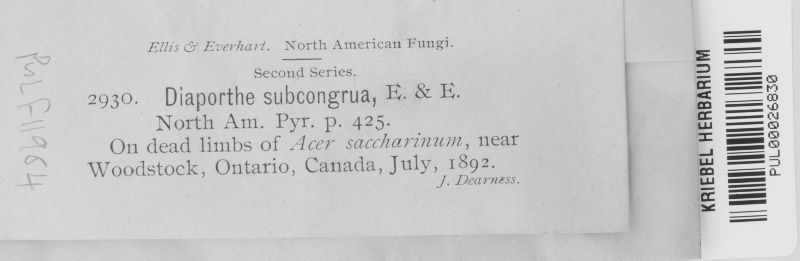 Ellis & Everhart. North American Fungi.
Second Series.
2930. Diaporthe subcongrua, E. & E.
North Am. Pyr. p. 425.
On dead limbs of Acer saccharinum, near
Woodstock, Ontario, Canada, July, 1892.
J. Dearness.
PUL F11964
KRIEBEL HERBARIUM
PUL00026830